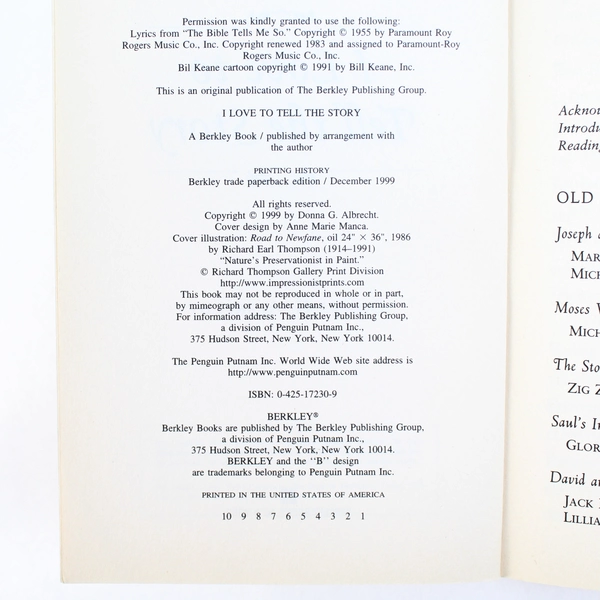 Permission was kindly granted to use the following:
Lyrics from "The Bible Tells Me So." Copyright © 1955 by Paramount Roy
Rogers Music Co., Inc. Copyright renewed 1983 and assigned to Paramount-Roy
Rogers Music Co., Inc.
Bil Keane cartoon copyright © 1991 by Bill Keane, Inc.
This is an original publication of The Berkley Publishing Group.
I LOVE TO TELL THE STORY
A Berkley Book / published by arrangement with
the author
PRINTING HISTORY
Berkley trade paperback edition / December 1999
All rights reserved.
Copyright © 1999 by Donna G. Albrecht.
Cover design by Anne Marie Manca.
Cover illustration: Road to Newfane, oil 24" × 36", 1986
by Richard Earl Thompson (1914–1991)
"Nature's Preservationist in Paint."
© Richard Thompson Gallery Print Division
http://www.impressionistprints.com
This book may not be reproduced in whole or in part,
by mimeograph or any other means, without permission.
For information address: The Berkley Publishing Group,
a division of Penguin Putnam Inc.,
375 Hudson Street, New York, New York 10014.
The Penguin Putnam Inc. World Wide Web site address is
http://www.penguinputnam.com
ISBN: 0-425-17230-9
BERKLEY®
Berkley Books are published by The Berkley Publishing Group,
a division of Penguin Putnam Inc.,
375 Hudson Street, New York, New York 10014.
BERKLEY and the ''B'' design
are trademarks belonging to Penguin Putnam Inc.
PRINTED IN THE UNITED STATES OF AMERICA
10 9 8 7 6 5 4 3 2 1
OLD
Joseph
Moses
The
Saul's
David
JACK